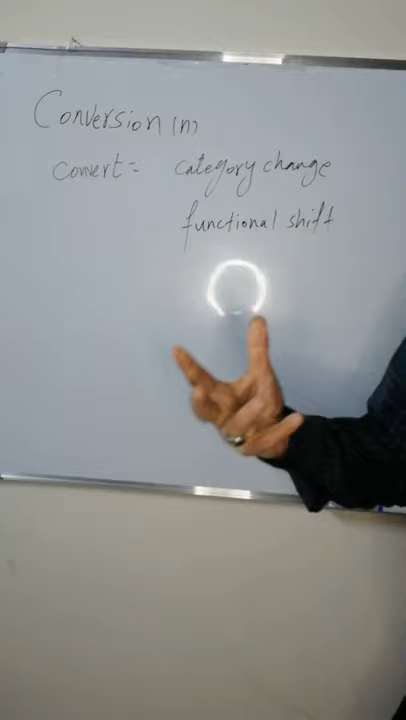 Conversion (n)
convert = category change
functional shift